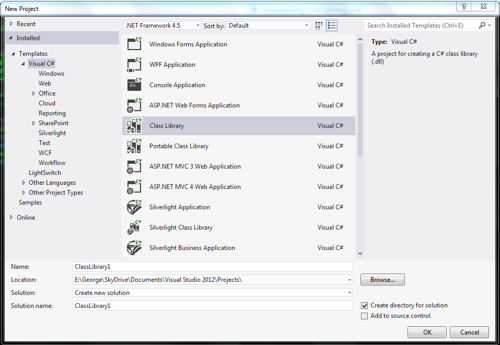 New Project
Recent
.NET Framework 4.5
Sort by: Default
Search Installed Templates (Ctrl+E)
Installed
Templates
Visual C#
Windows
Web
Office
Cloud
Reporting
SharePoint
Silverlight
Test
WCF
Workflow
LightSwitch
Other Languages
Other Project Types
Samples
Online
Windows Forms Application Visual C#
WPF Application Visual C#
Console Application Visual C#
ASP.NET Web Forms Application Visual C#
Class Library Visual C#
Portable Class Library Visual C#
ASP.NET MVC 3 Web Application Visual C#
ASP.NET MVC 4 Web Application Visual C#
Silverlight Application Visual C#
Silverlight Class Library Visual C#
Silverlight Business Application Visual C#
Type: Visual C#
A project for creating a C# class library
(.dll)
Name: ClassLibrary1
Location: E:\George\SkyDrive\Documents\Visual Studio 2012\Projects\
Browse...
Solution: Create new solution
Solution name: ClassLibrary1
Create directory for solution
Add to source control
OK
Cancel